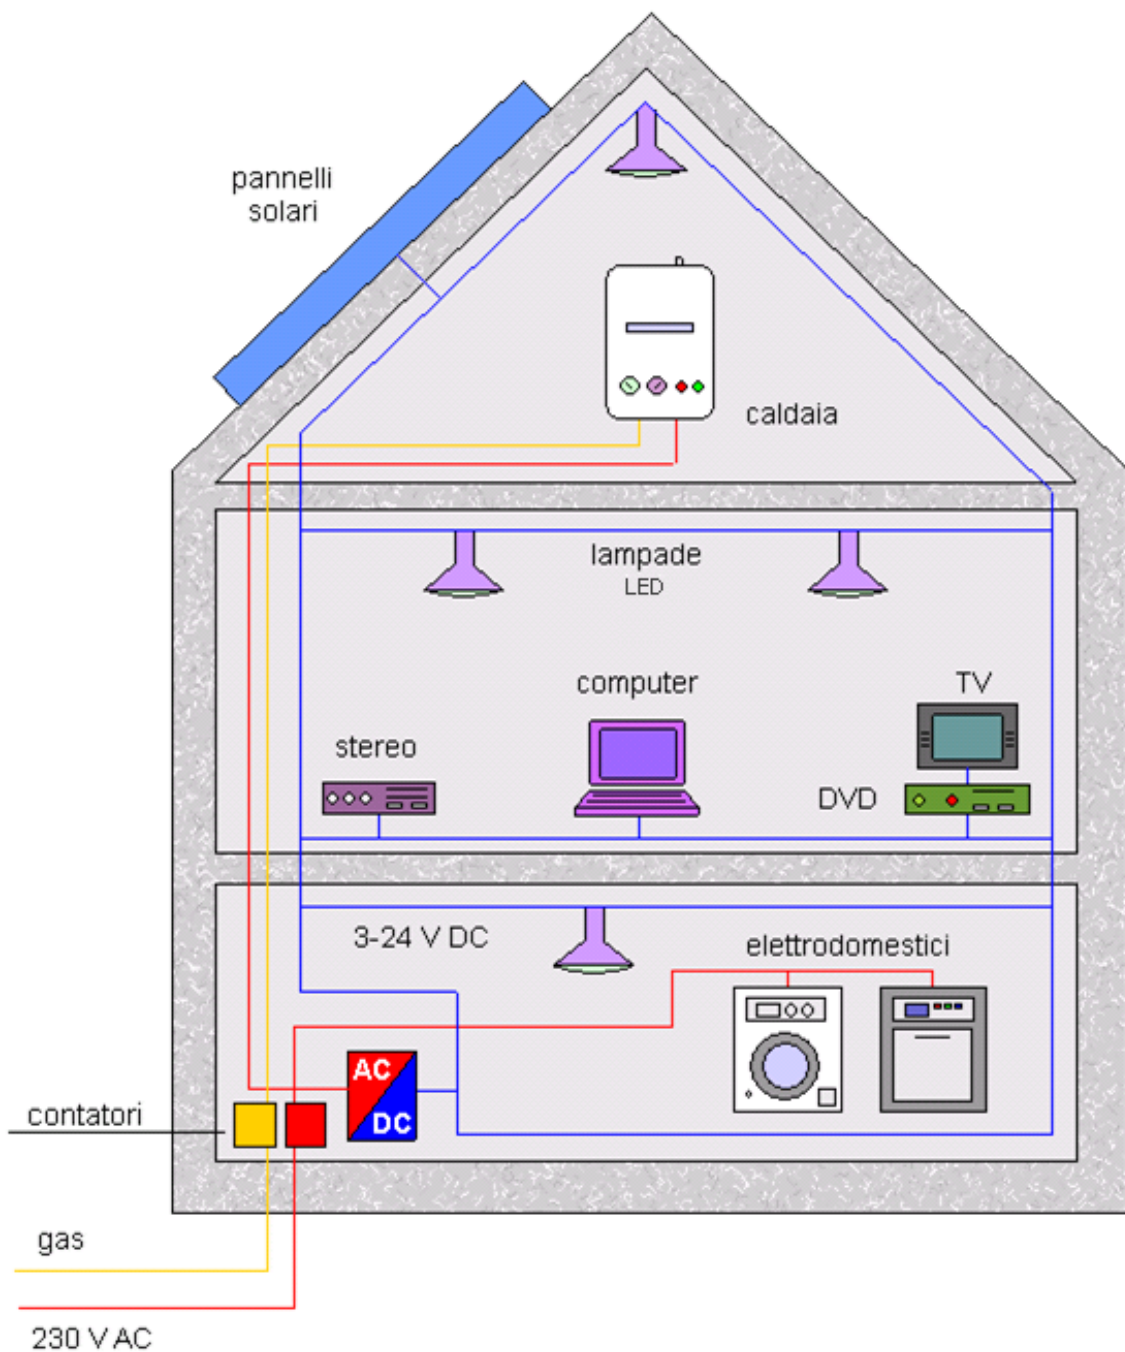 pannelli
solari
caldaia
lampade
LED
computer
TV
stereo
DVD
3-24 V DC
elettrodomestici
AC
DC
contatori
gas
230 V AC